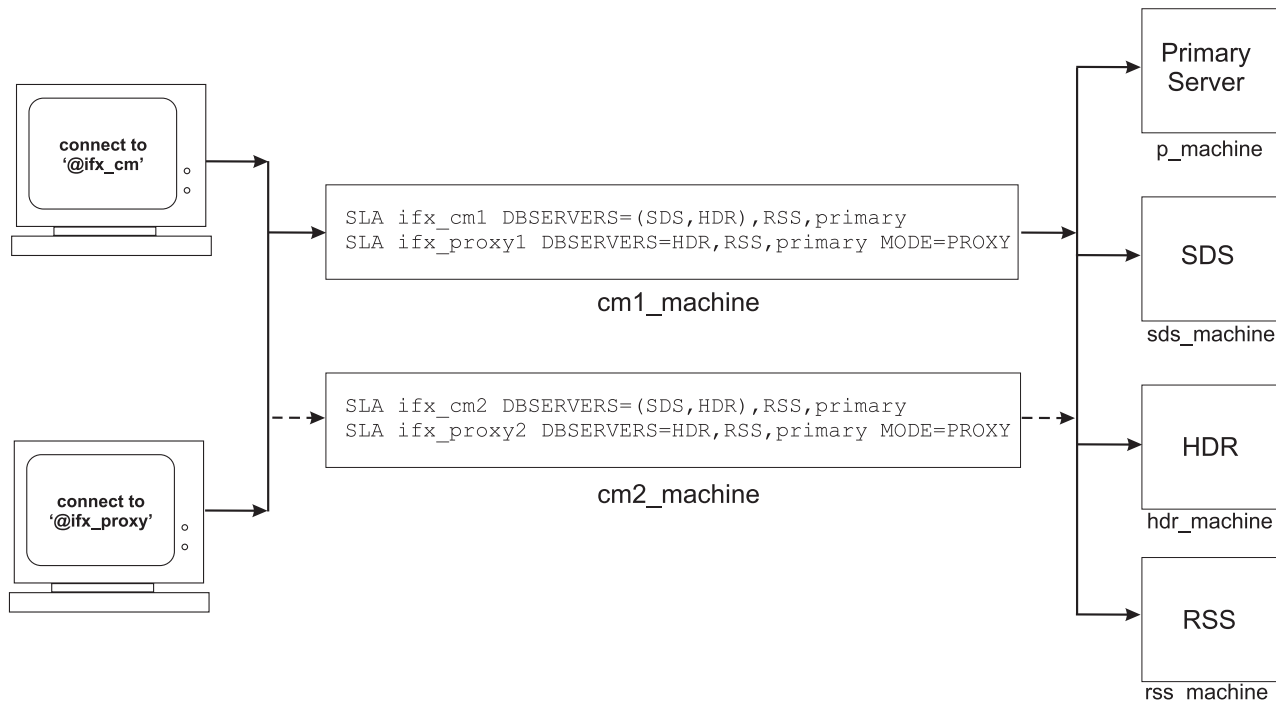 connect to
‘@ifx_cm’
connect to
‘@ifx_proxy’
SLA ifx_cm1 DBSERVERS=(SDS,HDR),RSS,primary
SLA ifx_proxy1 DBSERVERS=HDR,RSS,primary MODE=PROXY
cm1_machine
SLA ifx_cm2 DBSERVERS=(SDS,HDR),RSS,primary
SLA ifx_proxy2 DBSERVERS=HDR,RSS,primary MODE=PROXY
cm2_machine
Primary
Server
p_machine
SDS
sds_machine
HDR
hdr_machine
RSS
rss_machine